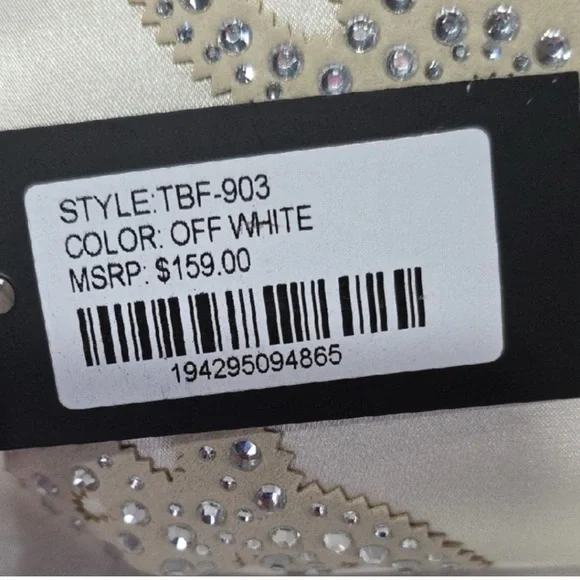 STYLE:TBF-903
COLOR: OFF WHITE
MSRP: $159.00
194295094865